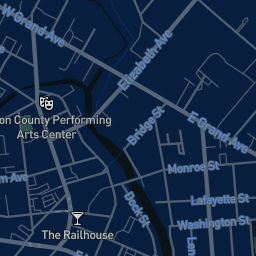 W Grand Ave
Elizabeth Ave
on County Performing
Arts Center
Bridge St
E Grand Ave
Monroe St
m Ave
Dock St
Lafayette St
Washington St
The Railhouse